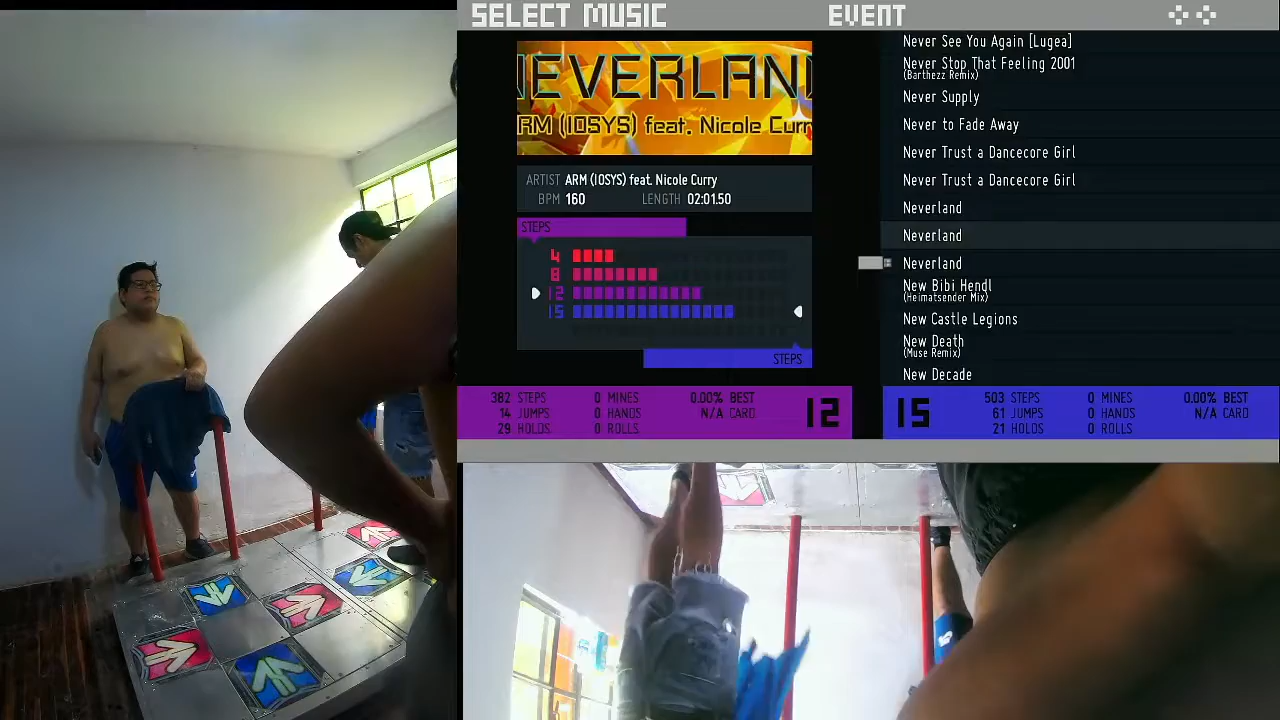 SELECT MUSIC
EVENT
NEVERLAND
ARM (IOSYS) feat. Nicole Curry
ARTIST ARM (IOSYS) feat. Nicole Curry
BPM 160 LENGTH 02:01.50
STEPS
4
8
12
15
STEPS
382 STEPS 0 MINES 0.00% BEST
14 JUMPS 0 HANDS N/A CARD
29 HOLDS 0 ROLLS
12
Never See You Again [Lugea]
Never Stop That Feeling 2001
(Barthezz Remix)
Never Supply
Never to Fade Away
Never Trust a Dancecore Girl
Never Trust a Dancecore Girl
Neverland
Neverland
Neverland
New Bibi Hendl
(Heimatsender Mix)
New Castle Legions
New Death
(Muse Remix)
New Decade
15
503 STEPS 0 MINES 0.00% BEST
61 JUMPS 0 HANDS N/A CARD
21 HOLDS 0 ROLLS